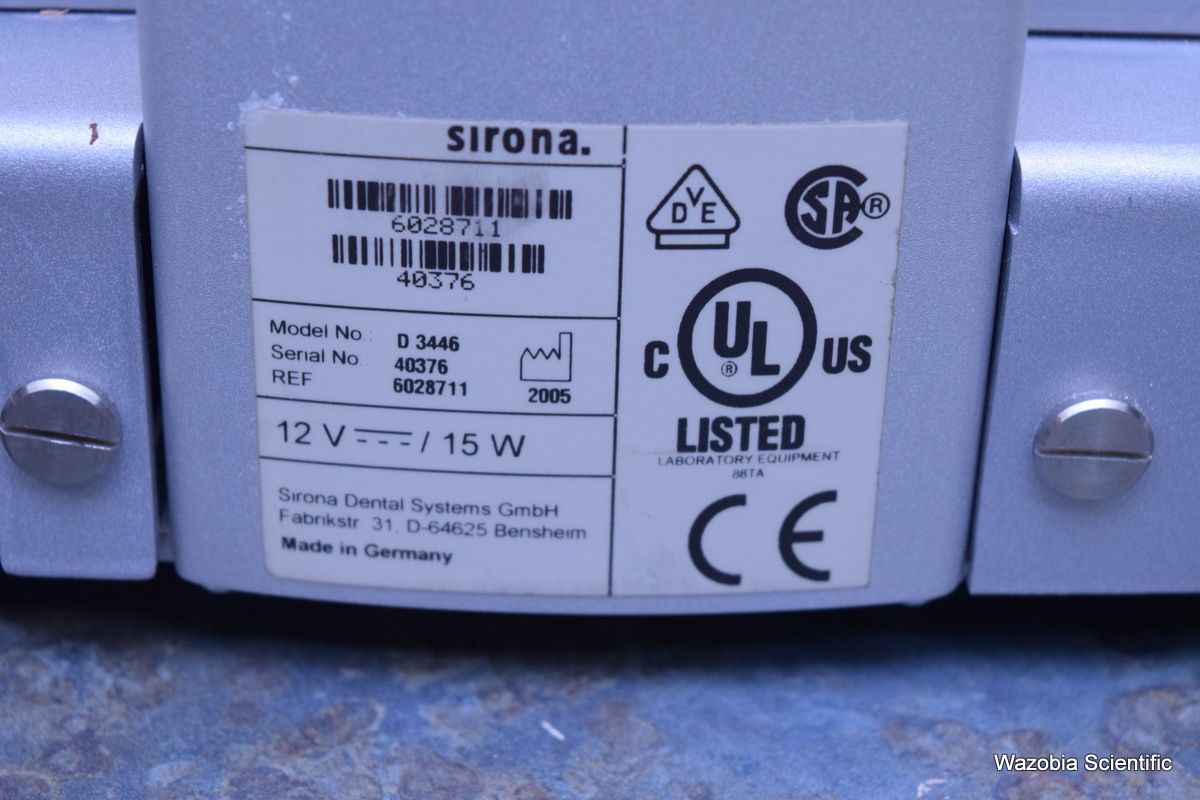 sirona.
6028711
40376
Model No.: D 3446
Serial No. 40376
REF 6028711
2005
12 V / 15 W
Sirona Dental Systems GmbH
Fabrikstr 31. D-64625 Bensheim
Made in Germany
DVE
SA®
C UL® US
LISTED
LABORATORY EQUIPMENT
88TA
CE
Wazobia Scientific